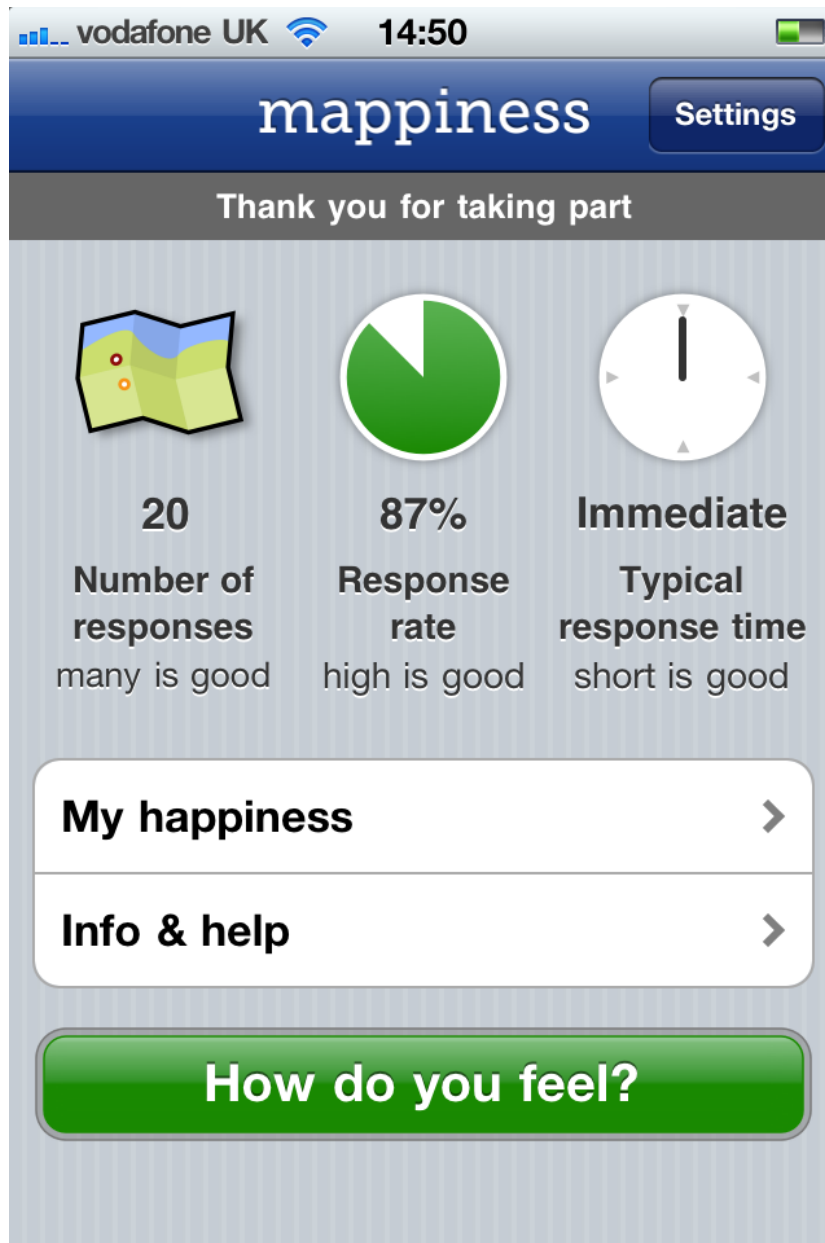 vodafone UK 14:50
mappiness
Settings
Thank you for taking part
20
Number of
responses
many is good
87%
Response
rate
high is good
Immediate
Typical
response time
short is good
My happiness
Info & help
How do you feel?